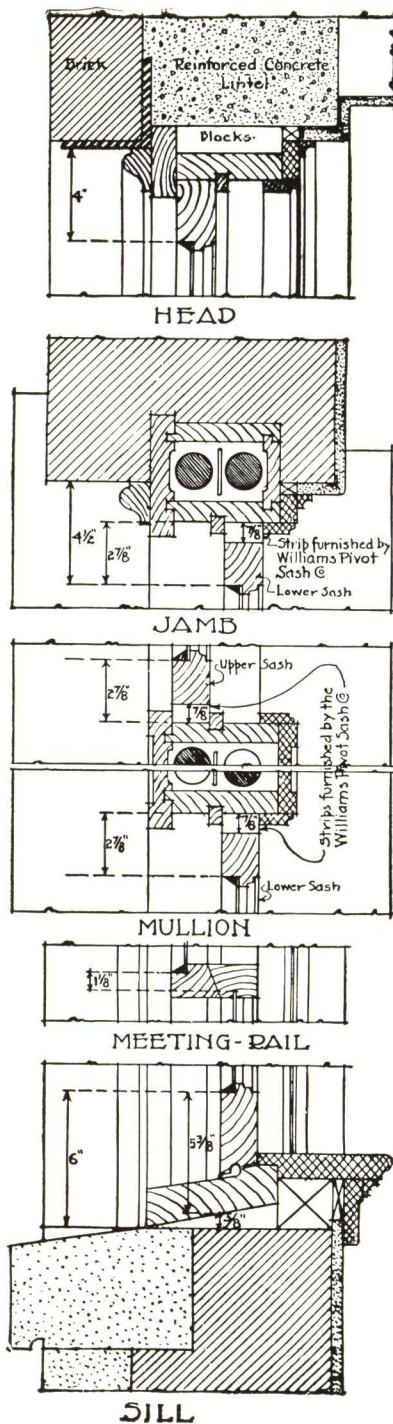 Brick
Reinforced Concrete
Lintel
Blocks.
4"
HEAD
4½"
2⅞"
⅞
Strip furnished by
Williams Pivot
Sash ©
Lower Sash
JAMB
2⅞"
Upper Sash
⅞
Strips furnished by the
Williams Pivot Sash ©
2⅞"
⅞
Lower Sash
MULLION
1⅛"
MEETING-RAIL
6"
5⅜"
⅞"
SILL